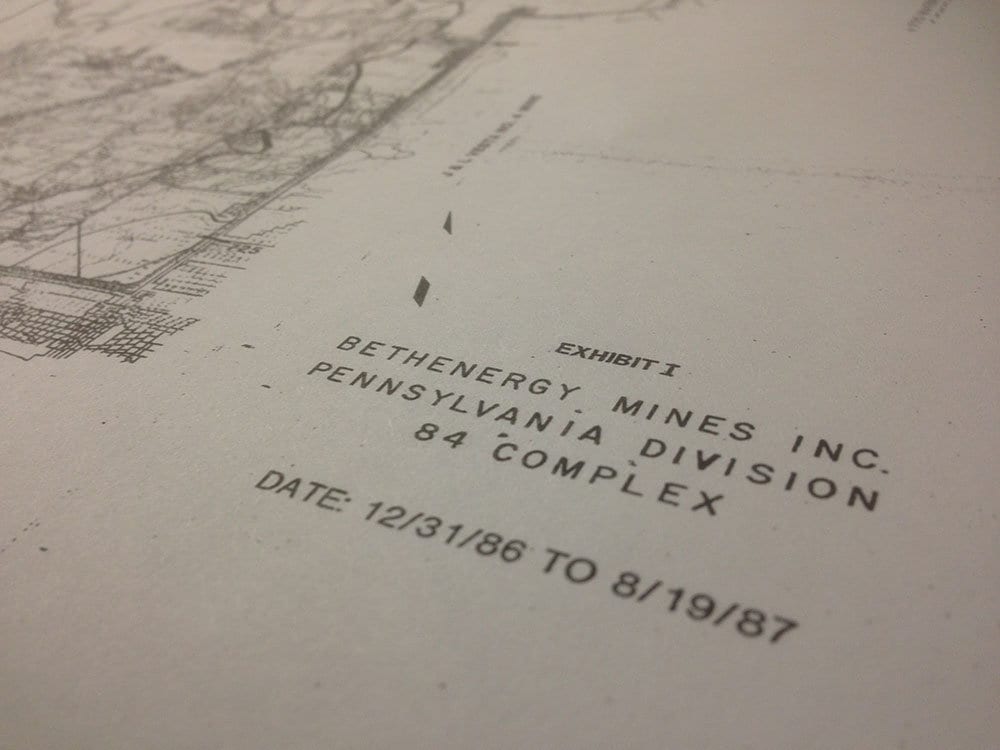 EXHIBIT I
BETHENERGY MINES INC.
PENNSYLVANIA DIVISION
84 COMPLEX
DATE: 12/31/86 TO 8/19/87